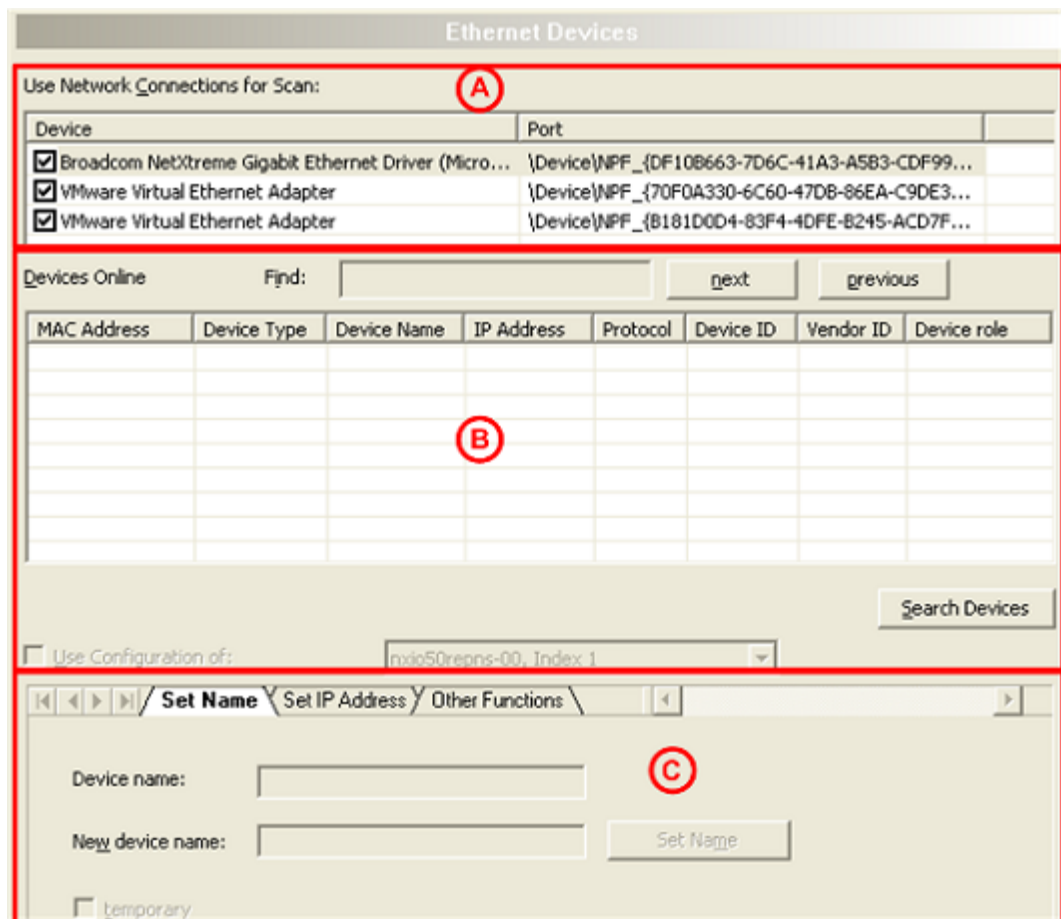 Ethernet Devices
Use Network Connections for Scan:
A
Device Port
Broadcom NetXtreme Gigabit Ethernet Driver (Micro... \Device\NPF_{DF10B663-7D6C-41A3-A5B3-CDF99...
VMware Virtual Ethernet Adapter \Device\NPF_{70F0A330-6C60-47DB-86EA-C9DE3...
VMware Virtual Ethernet Adapter \Device\NPF_{B181D0D4-83F4-4DFE-B245-ACD7F...
Devices Online Find: next previous
MAC Address Device Type Device Name IP Address Protocol Device ID Vendor ID Device role
B
Search Devices
Use Configuration of: nxio50repns-00, Index 1
Set Name Set IP Address Other Functions
C
Device name:
New device name: Set Name
temporary